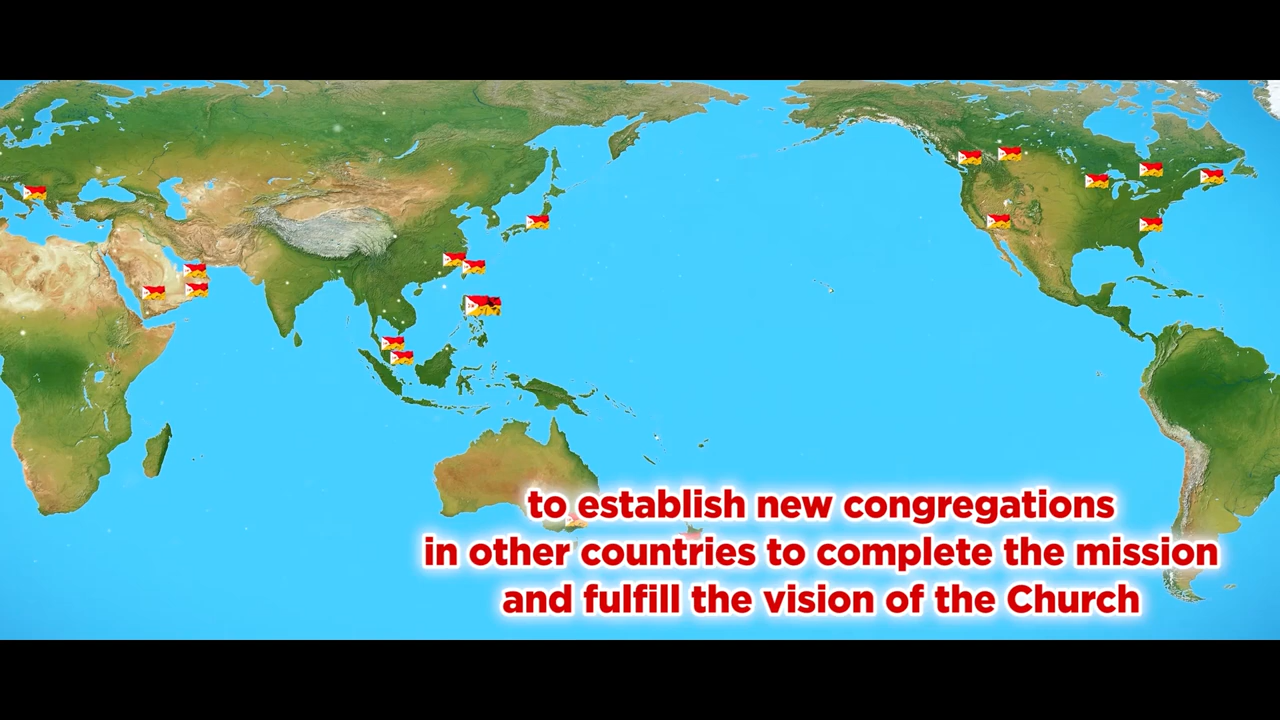 to establish new congregations
in other countries to complete the mission
and fulfill the vision of the Church